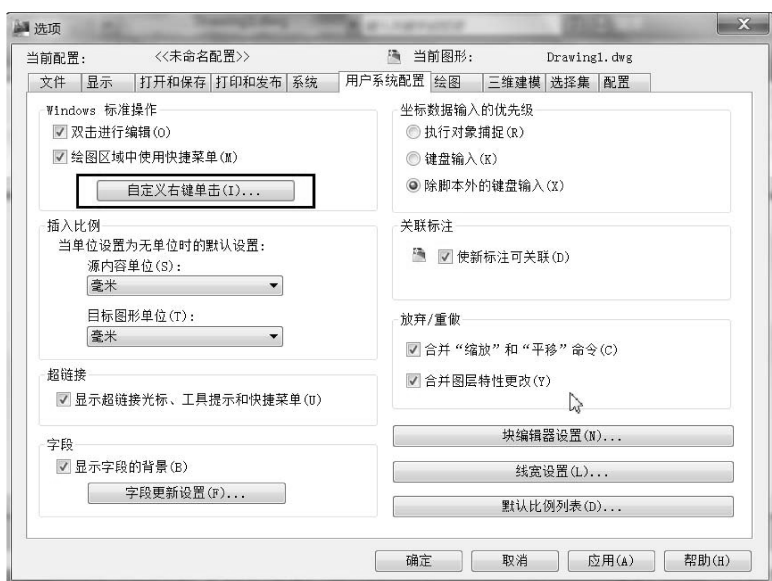 选项
当前配置: <<未命名配置>> 当前图形: Drawing1.dwg
文件 显示 打开和保存 打印和发布 系统 用户系统配置 绘图 三维建模 选择集 配置
Windows 标准操作
双击进行编辑(O)
绘图区域中使用快捷菜单(M)
自定义右键单击(I)...
插入比例
当单位设置为无单位时的默认设置:
源内容单位(S):
毫米
目标图形单位(T):
毫米
超链接
显示超链接光标、工具提示和快捷菜单(U)
字段
显示字段的背景(B)
字段更新设置(F)...
坐标数据输入的优先级
执行对象捕捉(R)
键盘输入(K)
除脚本外的键盘输入(X)
关联标注
使新标注可关联(D)
放弃/重做
合并“缩放”和“平移”命令(C)
合并图层特性更改(Y)
块编辑器设置(N)...
线宽设置(L)...
默认比例列表(D)...
确定 取消 应用(A) 帮助(H)